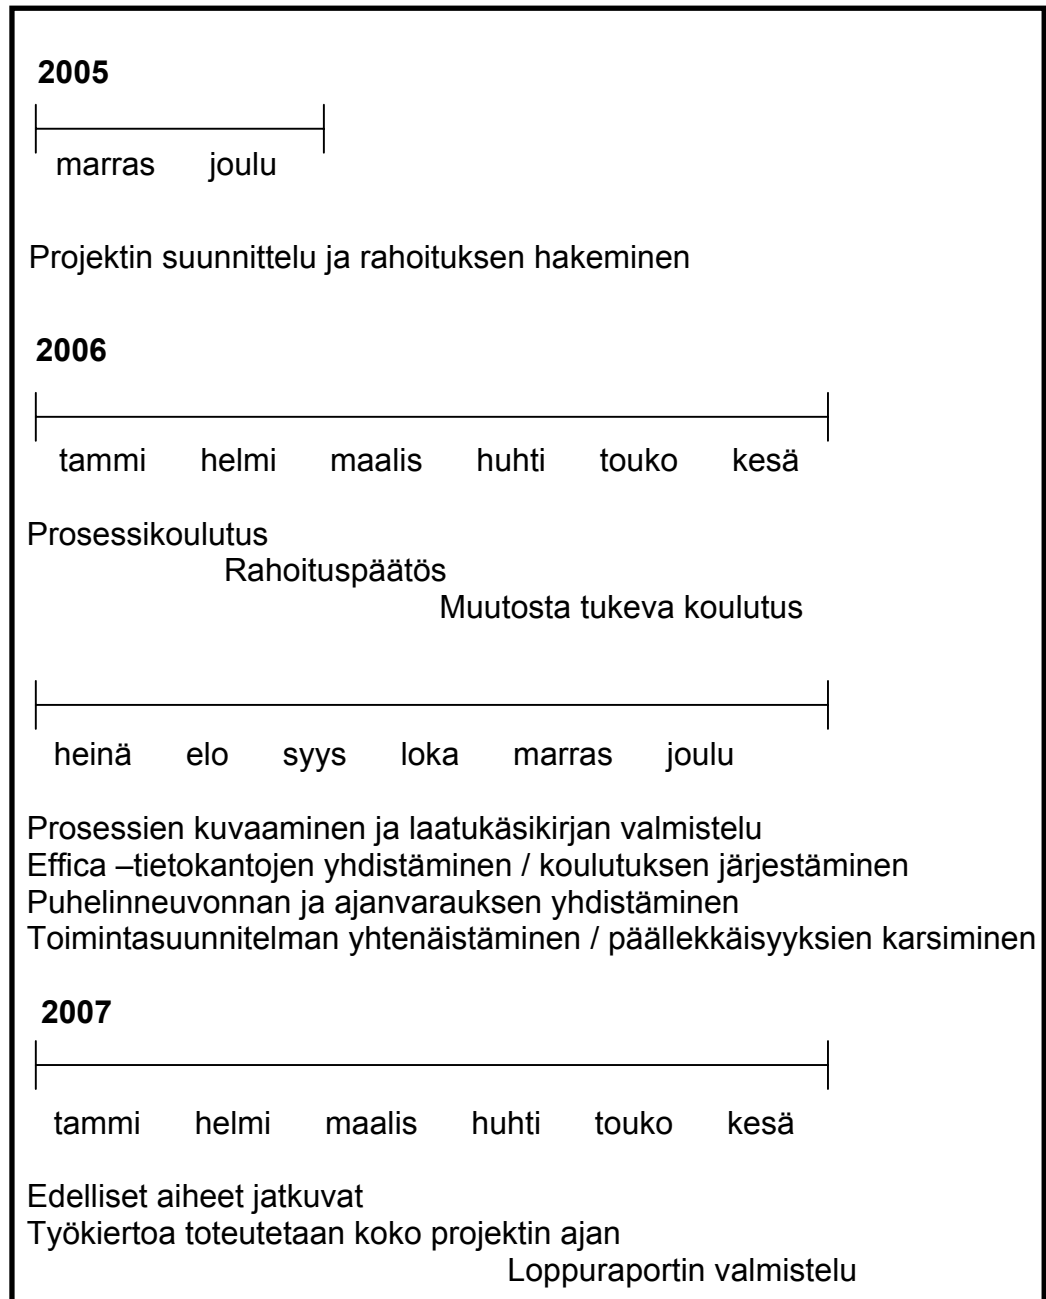 2005
marras joulu
Projektin suunnittelu ja rahoituksen hakeminen
2006
tammi helmi maalis huhti touko kesä
Prosessikoulutus
Rahoituspäätös
Muutosta tukeva koulutus
heinä elo syys loka marras joulu
Prosessien kuvaaminen ja laatukäsikirjan valmistelu
Effica –tietokantojen yhdistäminen / koulutuksen järjestäminen
Puhelinneuvonnan ja ajanvarauksen yhdistäminen
Toimintasuunnitelman yhtenäistäminen / päällekkäisyyksien karsiminen
2007
tammi helmi maalis huhti touko kesä
Edelliset aiheet jatkuvat
Työkiertoa toteutetaan koko projektin ajan
Loppuraportin valmistelu